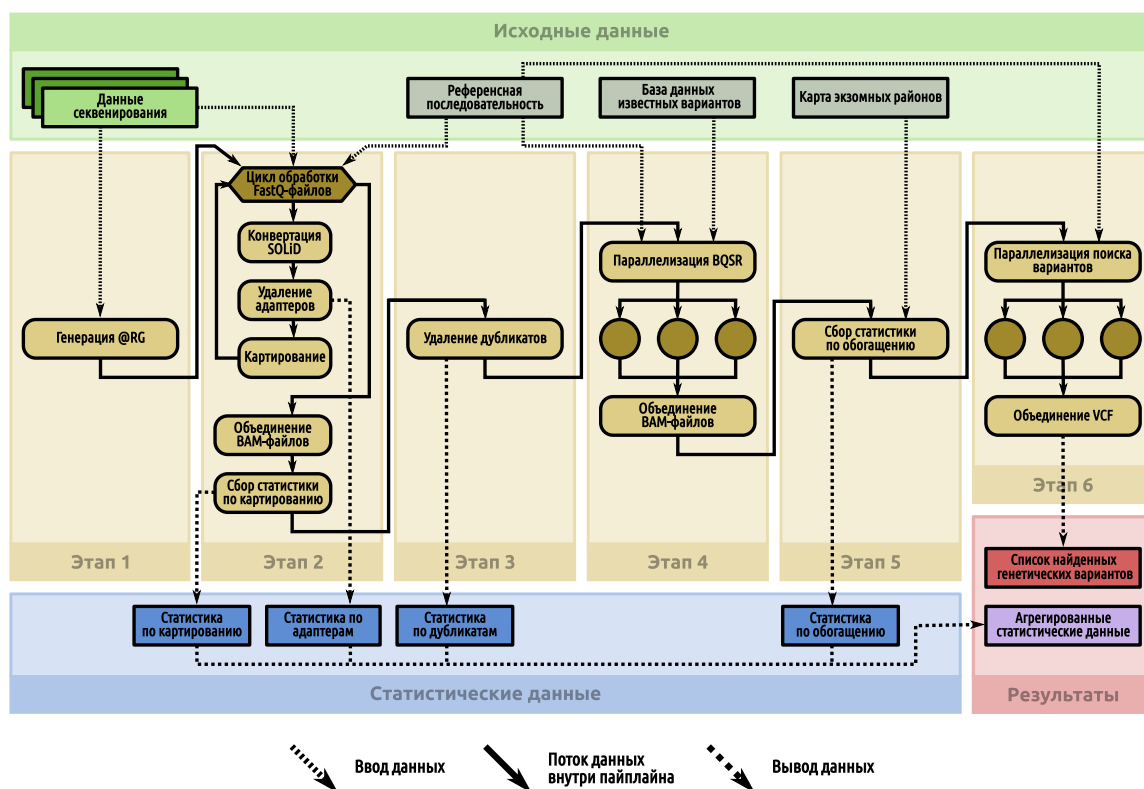 Исходные данные
Данные
секвенирования
Референсная
последовательность
База данных
известных вариантов
Карта экзомных районов
Генерация @RG
Этап 1
Цикл обработки
FastQ-файлов
Конвертация
SOLiD
Удаление
адаптеров
Картирование
Объединение
BAM-файлов
Сбор статистики
по картированию
Этап 2
Удаление дубликатов
Этап 3
Параллелизация BQSR
Объединение
BAM-файлов
Этап 4
Сбор статистики
по обогащению
Этап 5
Параллелизация поиска
вариантов
Объединение VCF
Этап 6
Статистика
по картированию
Статистика по
адаптерам
Статистика
по дубликатам
Статистика
по обогащению
Статистические данные
Список найденных
генетических вариантов
Агрегированные
статистические данные
Результаты
Ввод данных
Поток данных
внутри пайплайна
Вывод данных